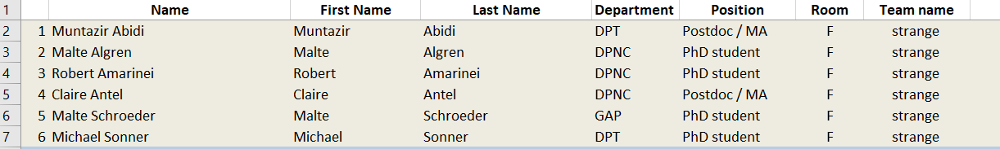 1 Name First Name Last Name Department Position Room Team name
2 1 Muntazir Abidi Muntazir Abidi DPT Postdoc / MA F strange
3 2 Malte Algren Malte Algren DPNC PhD student F strange
4 3 Robert Amarinei Robert Amarinei DPNC PhD student F strange
5 4 Claire Antel Claire Antel DPNC Postdoc / MA F strange
6 5 Malte Schroeder Malte Schroeder GAP PhD student F strange
7 6 Michael Sonner Michael Sonner DPT PhD student F strange